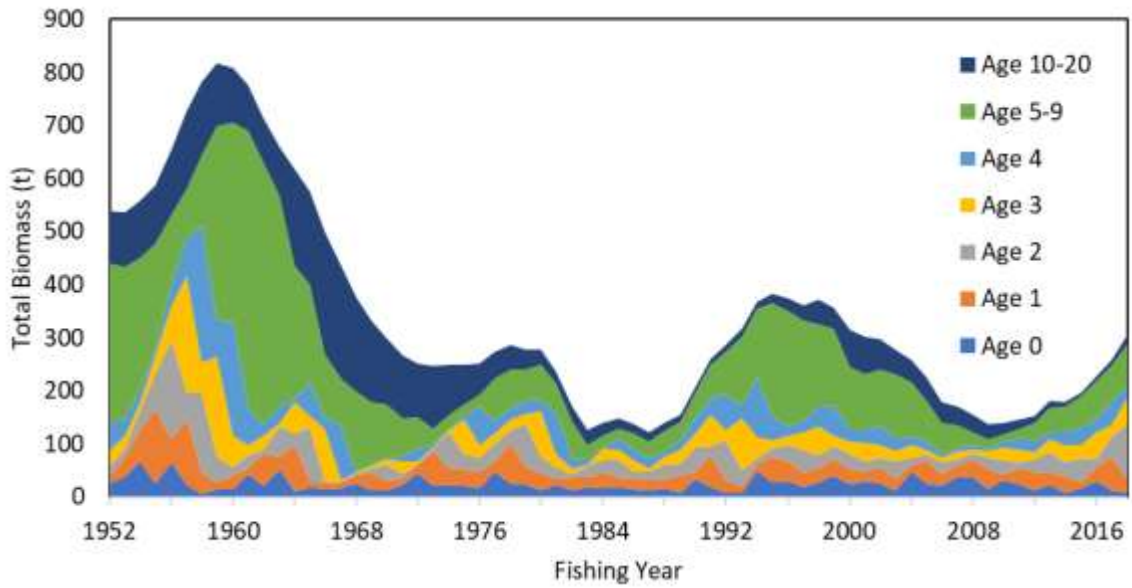 900
800
700
600
500
400
300
200
100
0
Total Biomass (t)
Age 10-20
Age 5-9
Age 4
Age 3
Age 2
Age 1
Age 0
1952 1960 1968 1976 1984 1992 2000 2008 2016
Fishing Year